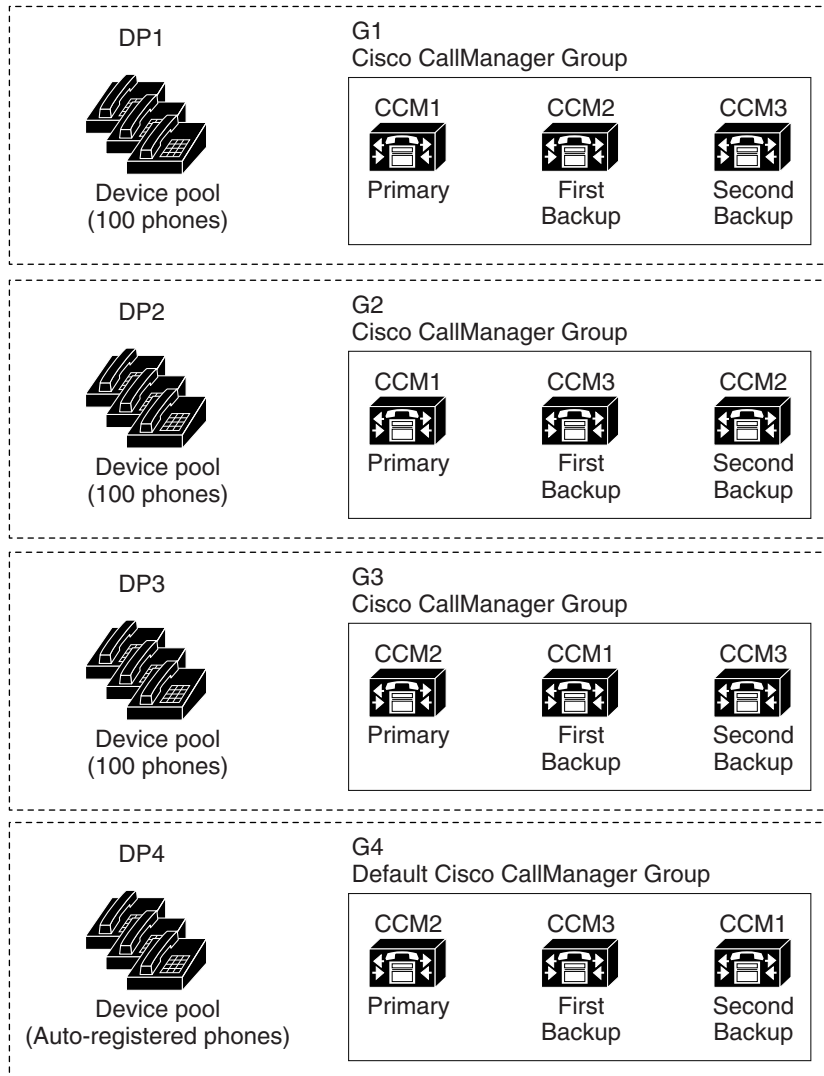 DP1
Device pool
(100 phones)
G1
Cisco CallManager Group
CCM1
Primary
CCM2
First
Backup
CCM3
Second
Backup
DP2
Device pool
(100 phones)
G2
Cisco CallManager Group
CCM1
Primary
CCM3
First
Backup
CCM2
Second
Backup
DP3
Device pool
(100 phones)
G3
Cisco CallManager Group
CCM2
Primary
CCM1
First
Backup
CCM3
Second
Backup
DP4
Device pool
(Auto-registered phones)
G4
Default Cisco CallManager Group
CCM2
Primary
CCM3
First
Backup
CCM1
Second
Backup